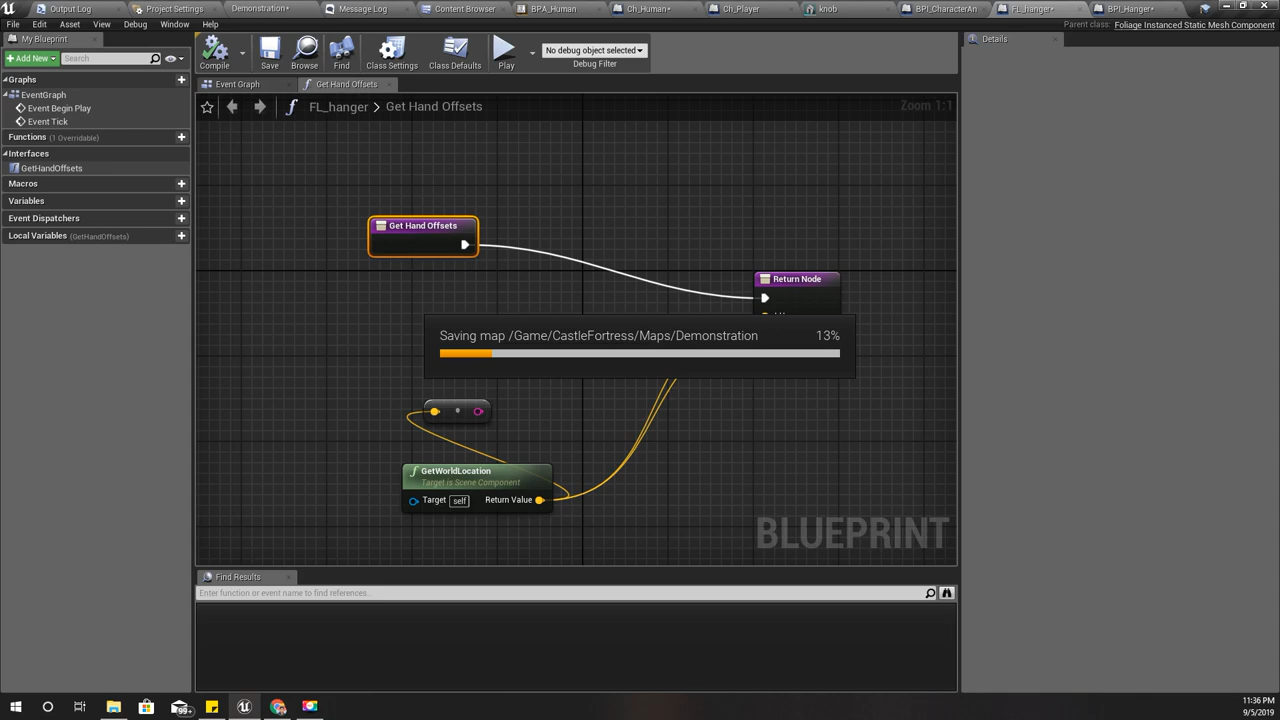 Output Log
Project Settings
Demonstration*
Message Log
Content Browser
BPA_Human
Ch_Human*
Ch_Player
knob
BPI_CharacterAn
FL_hanger*
BPI_Hanger*
File Edit Asset View Debug Window Help
Parent class: Foliage Instanced Static Mesh Component
My Blueprint
Add New
Search
Graphs
EventGraph
Event Begin Play
Event Tick
Functions (1 Overridable)
Interfaces
GetHandOffsets
Macros
Variables
Event Dispatchers
Local Variables (GetHandOffsets)
Compile
Save
Browse
Find
Class Settings
Class Defaults
Play
No debug object selected
Debug Filter
Event Graph
Get Hand Offsets
FL_hanger > Get Hand Offsets
Zoom 1:1
Get Hand Offsets
Return Node
Saving map /Game/CastleFortress/Maps/Demonstration 13%
GetWorldLocation
Target is Scene Component
Target self Return Value
BLUEPRINT
Find Results
Enter function or event name to find references...
Details
99+
11:36 PM
9/5/2019